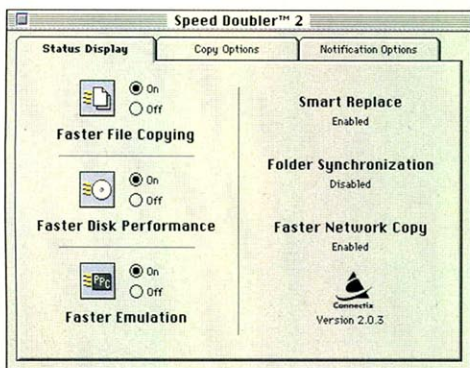 Speed Doubler™ 2
Status Display
Copy Options
Notification Options
On
Off
Faster File Copying
On
Off
Faster Disk Performance
PPC
On
Off
Faster Emulation
Smart Replace
Enabled
Folder Synchronization
Disabled
Faster Network Copy
Enabled
Connectix
Version 2.0.3